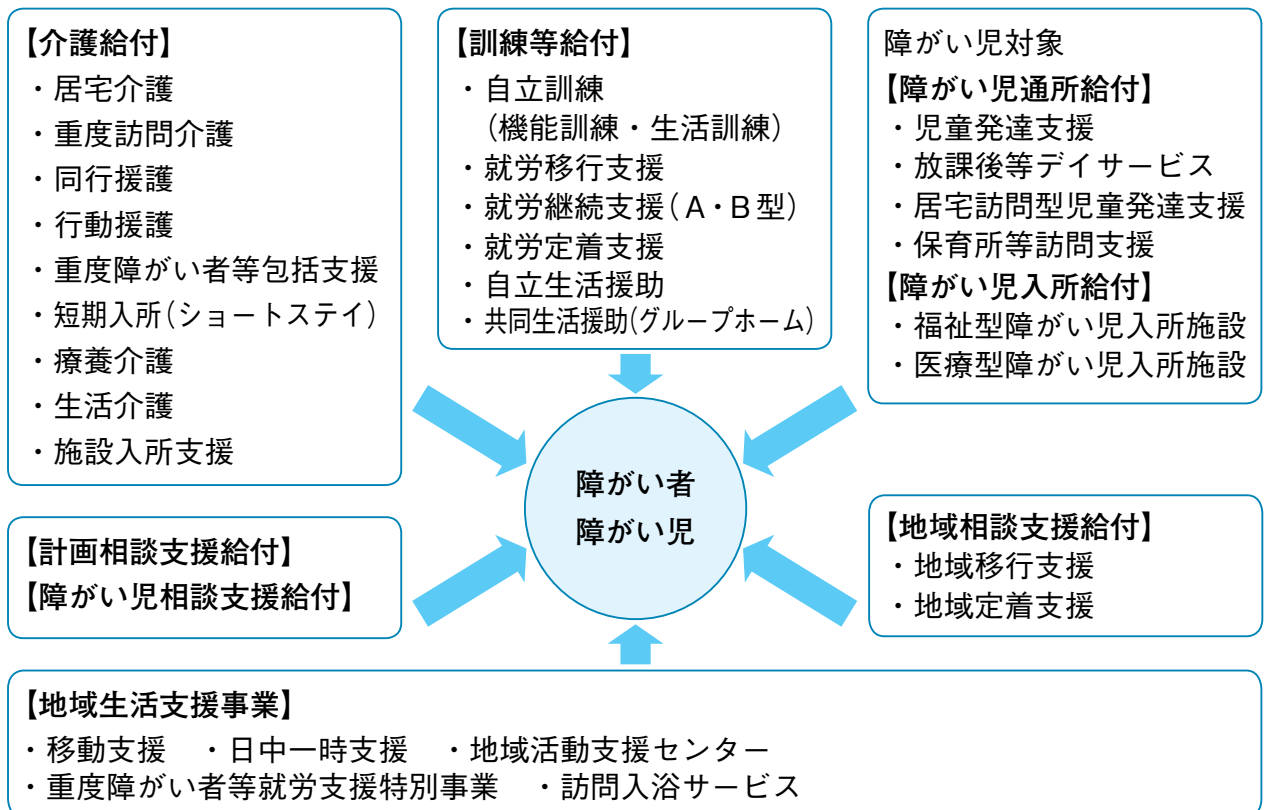 【介護給付】
・居宅介護
・重度訪問介護
・同行援護
・行動援護
・重度障がい者等包括支援
・短期入所(ショートステイ)
・療養介護
・生活介護
・施設入所支援
【訓練等給付】
・自立訓練
（機能訓練・生活訓練）
・就労移行支援
・就労継続支援(A・B型)
・就労定着支援
・自立生活援助
・共同生活援助(グループホーム)
障がい児対象
【障がい児通所給付】
・児童発達支援
・放課後等デイサービス
・居宅訪問型児童発達支援
・保育所等訪問支援
【障がい児入所給付】
・福祉型障がい児入所施設
・医療型障がい児入所施設
障がい者
障がい児
【計画相談支援給付】
【障がい児相談支援給付】
【地域相談支援給付】
・地域移行支援
・地域定着支援
【地域生活支援事業】
・移動支援　・日中一時支援　・地域活動支援センター
・重度障がい者等就労支援特別事業　・訪問入浴サービス